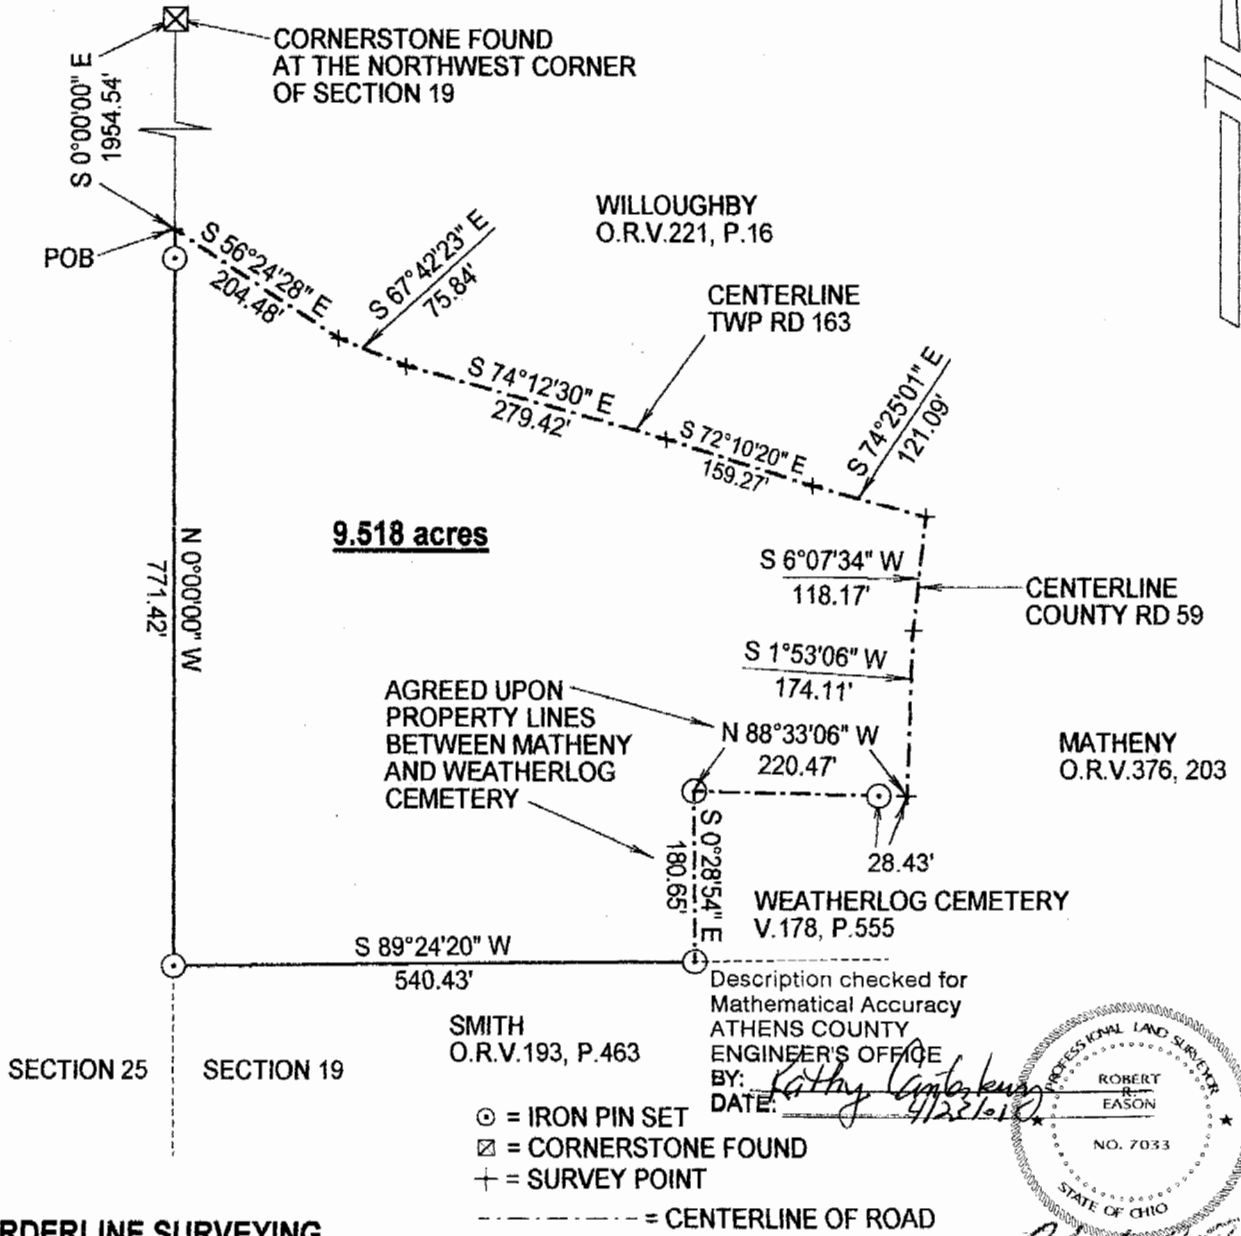 CORNERSTONE FOUND
AT THE NORTHWEST CORNER
OF SECTION 19
S 0°00'00" E
1954.54'
WILLOUGHBY
O.R.V.221, P.16
POB
S 56°24'28" E
204.48'
S 67°42'23" E
75.84'
CENTERLINE
TWP RD 163
S 74°12'30" E
279.42'
S 72°10'20" E
159.27'
S 74°25'01" E
121.09'
9.518 acres
N 0°00'00" W
771.42'
S 6°07'34" W
118.17'
CENTERLINE
COUNTY RD 59
S 1°53'06" W
174.11'
AGREED UPON
PROPERTY LINES
BETWEEN MATHENY
AND WEATHERLOG
CEMETERY
N 88°33'06" W
220.47'
MATHENY
O.R.V.376, 203
S 0°28'54" E
180.65'
28.43'
WEATHERLOG CEMETERY
V.178, P.555
S 89°24'20" W
540.43'
Description checked for
Mathematical Accuracy
ATHENS COUNTY
ENGINEER'S OFFICE
BY: Kathy
DATE:
SMITH
O.R.V.193, P.463
SECTION 25
SECTION 19
PROFESSIONAL LAND SURVEYOR
ROBERT
R.
EASON
NO. 7033
STATE OF OHIO
= IRON PIN SET
= CORNERSTONE FOUND
= SURVEY POINT
= CENTERLINE OF ROAD
RDERLINE SURVEYING